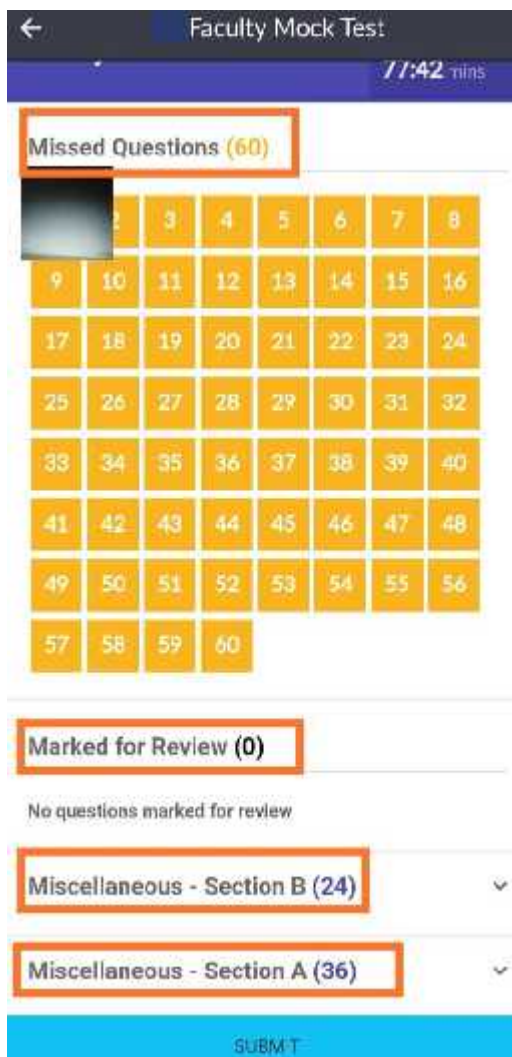 Faculty Mock Test
77:42 mins
Missed Questions (60)
2 3 4 5 6 7 8
9 10 11 12 13 14 15 16
17 18 19 20 21 22 23 24
25 26 27 28 29 30 31 32
33 34 35 36 37 38 39 40
41 42 43 44 45 46 47 48
49 50 51 52 53 54 55 56
57 58 59 60
Marked for Review (0)
No questions marked for review
Miscellaneous - Section B (24)
Miscellaneous - Section A (36)
SUBMIT